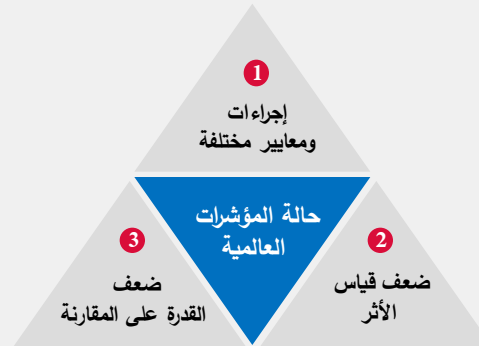 1
إجراءات
ومعايير مختلفة
حالة المؤشرات
العالمية
2
ضعف قياس
الأثر
3
ضعف
القدرة على المقارنة